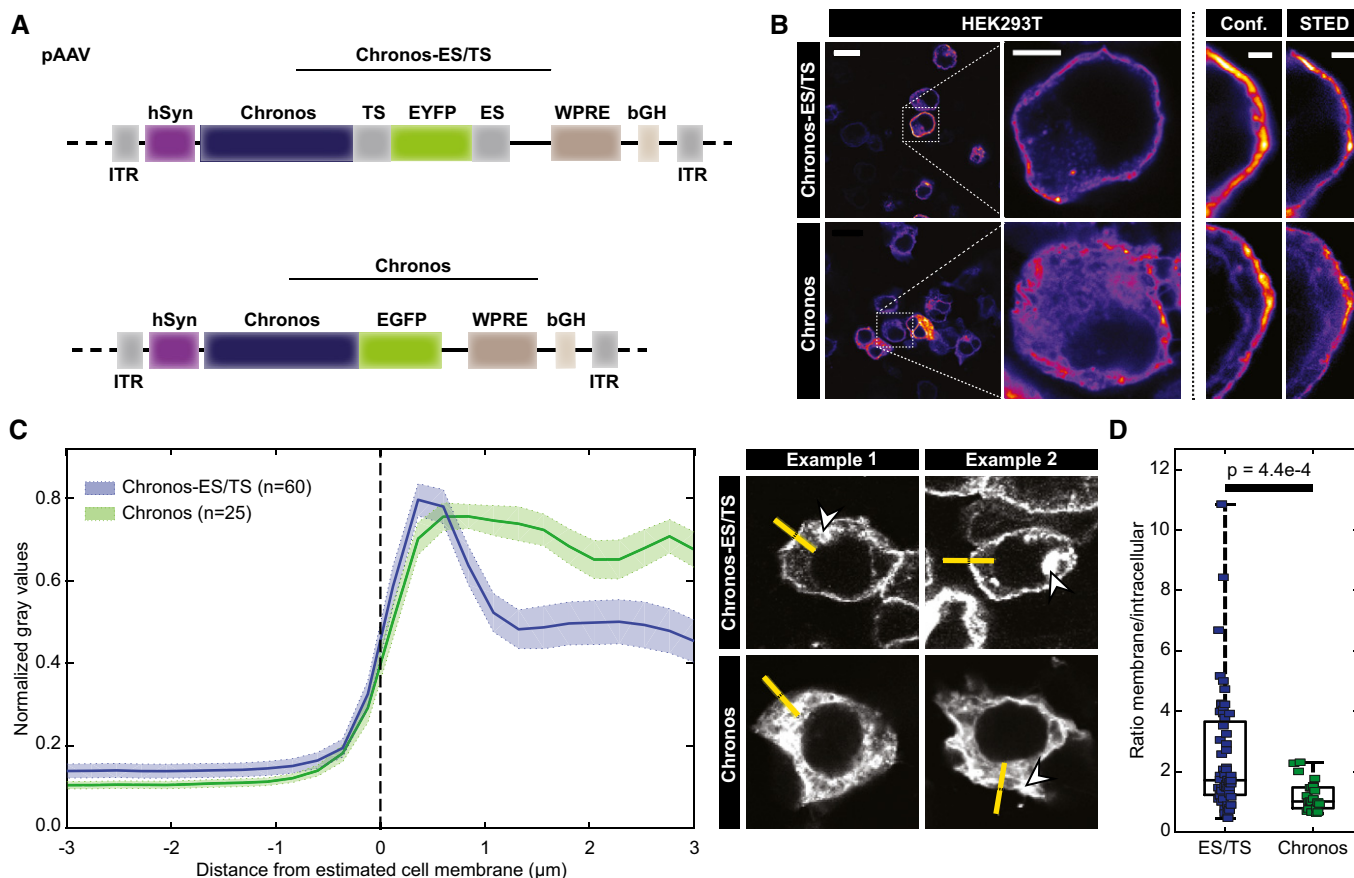 A
pAAV
Chronos-ES/TS
hSyn Chronos TS EYFP ES WPRE bGH
ITR ITR
Chronos
hSyn Chronos EGFP WPRE bGH
ITR ITR
B
HEK293T Conf. STED
Chronos-ES/TS
Chronos
C
Normalized gray values
0.8
0.6
0.4
0.2
0.0
Chronos-ES/TS (n=60)
Chronos (n=25)
-3 -2 -1 0 1 2 3
Distance from estimated cell membrane (µm)
Example 1 Example 2
Chronos-ES/TS
Chronos
D
Ratio membrane/intracellular
12
10
8
6
4
2
0
p = 4.4e-4
ES/TS Chronos